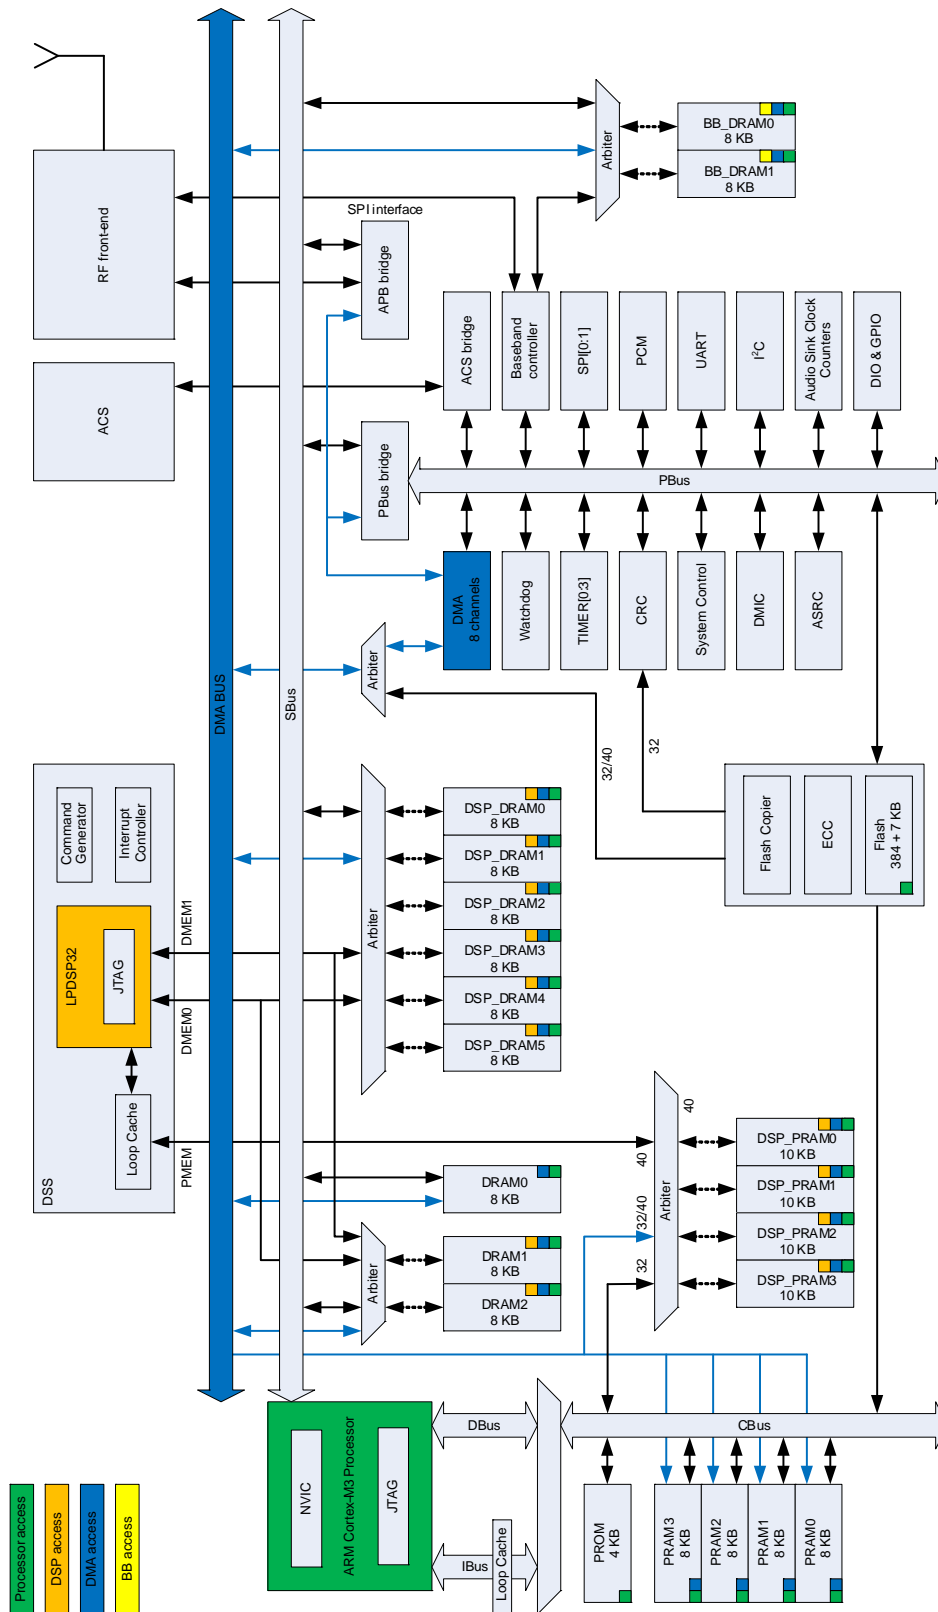 SPI interface
RF front-end
APB bridge
Arbiter
BB_DRAM0
8 KB
BB_DRAM1
8 KB
ACS
ACS bridge
Baseband
controller
SPI[0:1]
PCM
UART
I²C
Audio Sink Clock
Counters
DIO & GPIO
PBus bridge
PBus
DMA
8 channels
Watchdog
TIMER[0:3]
CRC
System Control
DMIC
ASRC
Arbiter
DMA BUS
SBus
32/40
32
Command
Generator
Interrupt
Controller
LPDSP32
JTAG
Loop Cache
DSS
DMEM1
DMEM0
PMEM
Arbiter
DSP_DRAM0
8 KB
DSP_DRAM1
8 KB
DSP_DRAM2
8 KB
DSP_DRAM3
8 KB
DSP_DRAM4
8 KB
DSP_DRAM5
8 KB
Flash Copier
ECC
Flash
384 + 7 KB
40
40
32/40
32
Arbiter
DSP_PRAM0
10 KB
DSP_PRAM1
10 KB
DSP_PRAM2
10 KB
DSP_PRAM3
10 KB
DRAM0
8 KB
Arbiter
DRAM1
8 KB
DRAM2
8 KB
NVIC
JTAG
ARM Cortex-M3 Processor
DBus
IBus
Loop Cache
CBus
PROM
4 KB
PRAM3
8 KB
PRAM2
8 KB
PRAM1
8 KB
PRAM0
8 KB
Processor access
DSP access
DMA access
BB access